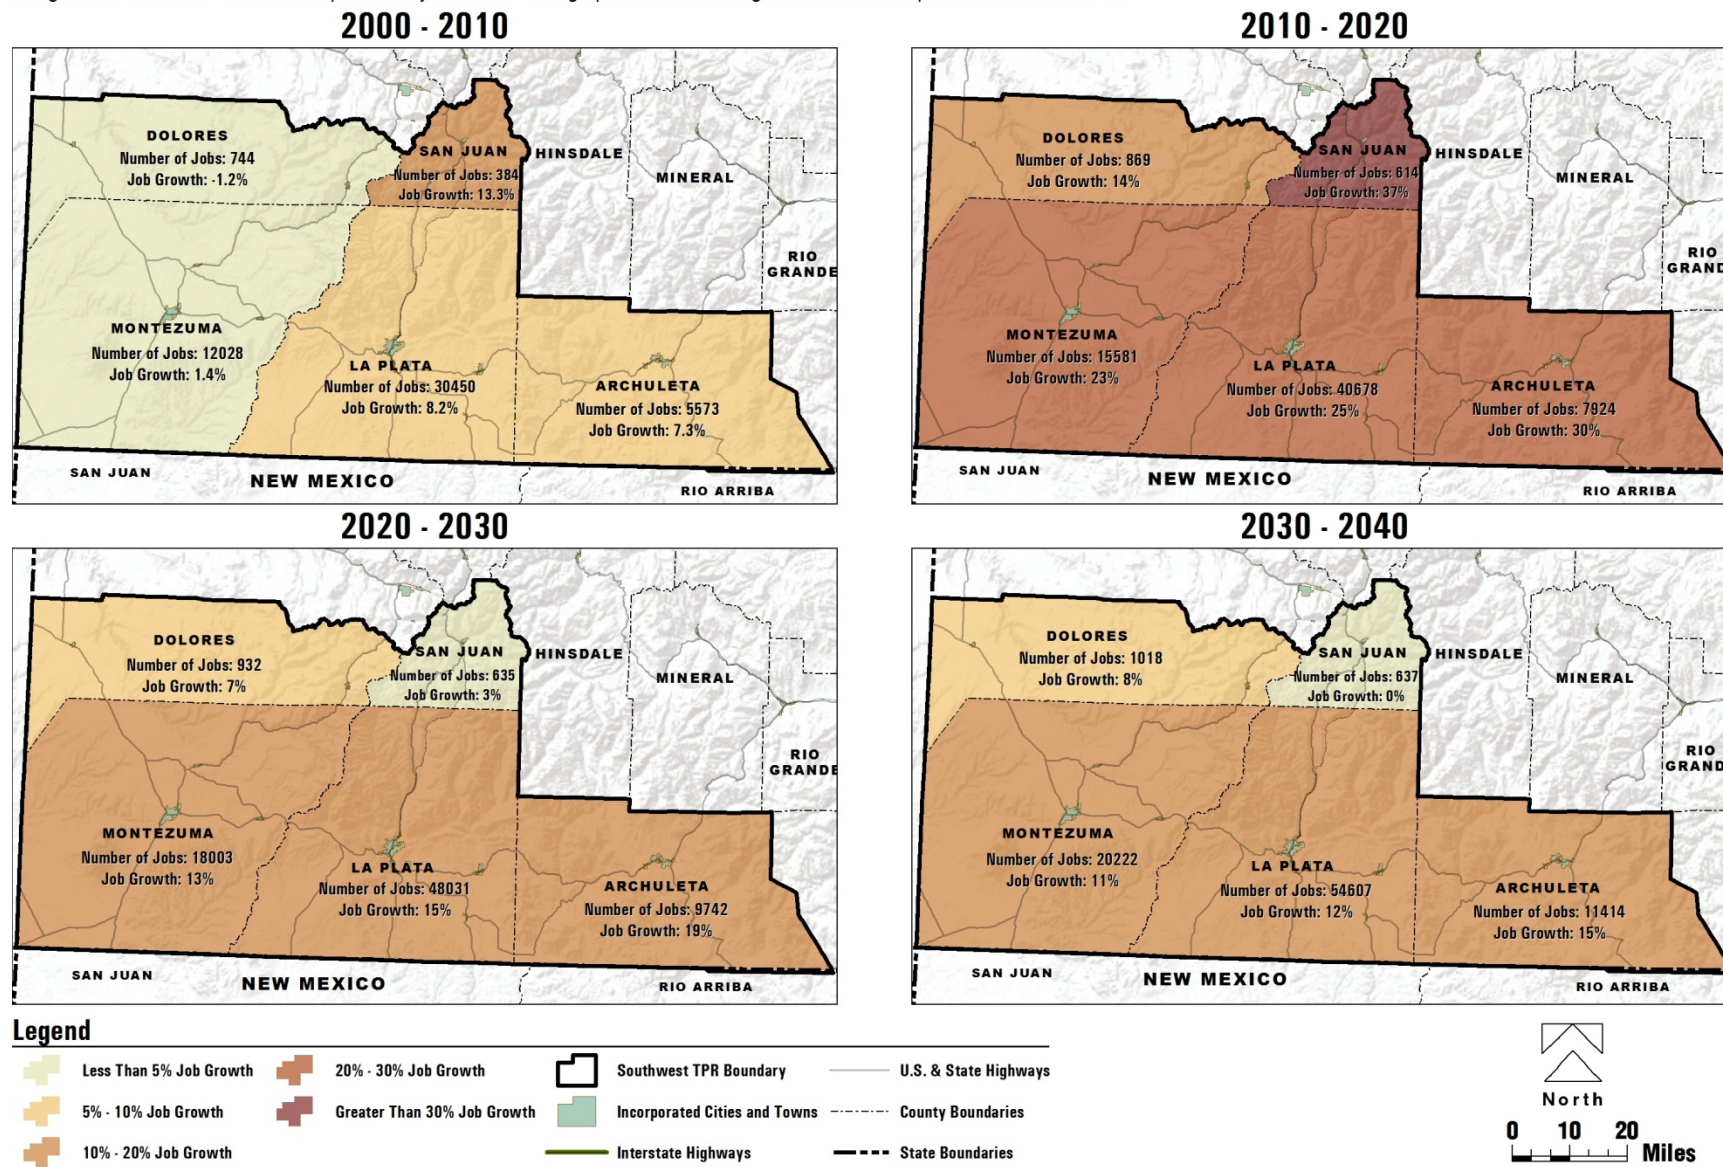 2000 - 2010
DOLORES
Number of Jobs: 744
Job Growth: -1.2%
SAN JUAN
Number of Jobs: 384
Job Growth: 13.3%
HINSDALE
MINERAL
RIO
GRANDE
MONTEZUMA
Number of Jobs: 12028
Job Growth: 1.4%
LA PLATA
Number of Jobs: 30450
Job Growth: 8.2%
ARCHULETA
Number of Jobs: 5573
Job Growth: 7.3%
SAN JUAN
NEW MEXICO
RIO ARRIBA
2010 - 2020
DOLORES
Number of Jobs: 869
Job Growth: 14%
SAN JUAN
Number of Jobs: 614
Job Growth: 37%
HINSDALE
MINERAL
RIO
GRAND
MONTEZUMA
Number of Jobs: 15581
Job Growth: 23%
LA PLATA
Number of Jobs: 40678
Job Growth: 25%
ARCHULETA
Number of Jobs: 7924
Job Growth: 30%
SAN JUAN
NEW MEXICO
RIO ARRIBA
2020 - 2030
DOLORES
Number of Jobs: 932
Job Growth: 7%
SAN JUAN
Number of Jobs: 635
Job Growth: 3%
HINSDALE
MINERAL
RIO
GRANDE
MONTEZUMA
Number of Jobs: 18003
Job Growth: 13%
LA PLATA
Number of Jobs: 48031
Job Growth: 15%
ARCHULETA
Number of Jobs: 9742
Job Growth: 19%
SAN JUAN
NEW MEXICO
RIO ARRIBA
2030 - 2040
DOLORES
Number of Jobs: 1018
Job Growth: 8%
SAN JUAN
Number of Jobs: 637
Job Growth: 0%
HINSDALE
MINERAL
RIO
GRAND
MONTEZUMA
Number of Jobs: 20222
Job Growth: 11%
LA PLATA
Number of Jobs: 54607
Job Growth: 12%
ARCHULETA
Number of Jobs: 11414
Job Growth: 15%
SAN JUAN
NEW MEXICO
RIO ARRIBA
Legend
Less Than 5% Job Growth
5% - 10% Job Growth
10% - 20% Job Growth
20% - 30% Job Growth
Greater Than 30% Job Growth
Southwest TPR Boundary
Incorporated Cities and Towns
Interstate Highways
U.S. & State Highways
County Boundaries
State Boundaries
North
0 10 20
Miles